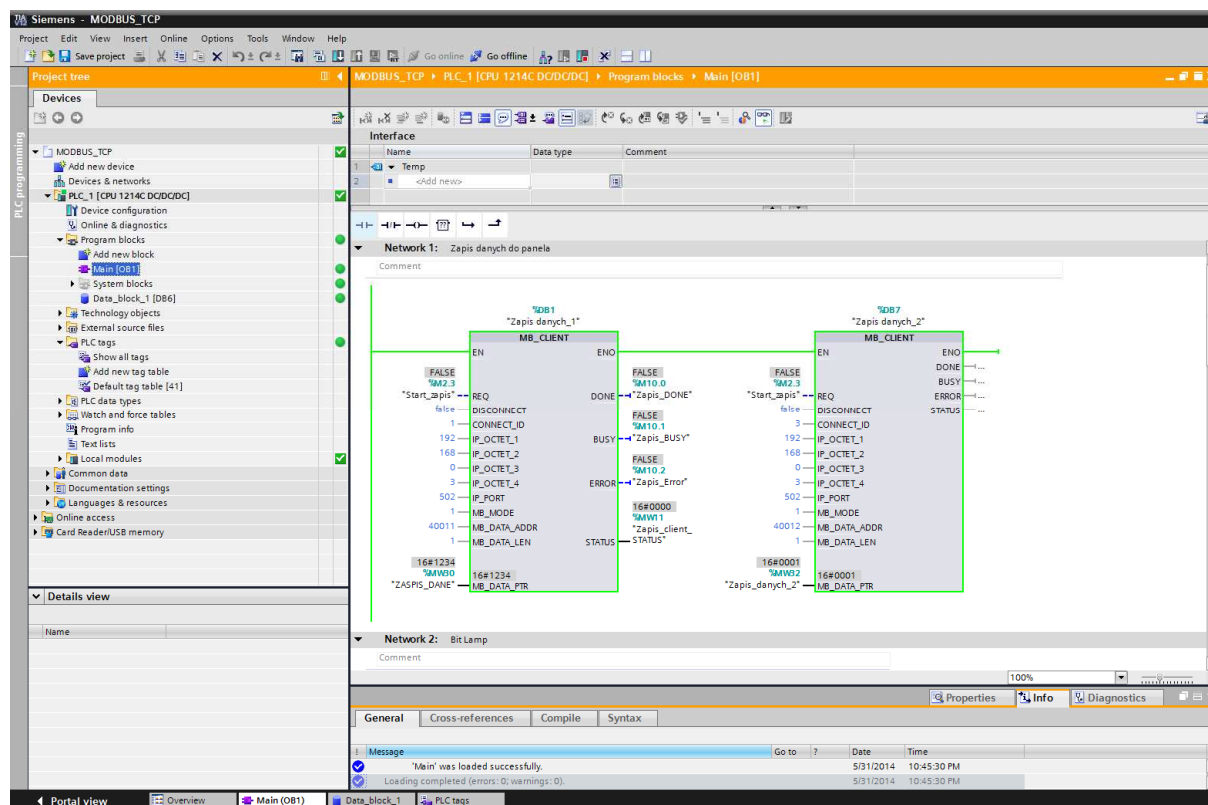 Siemens - MODBUS_TCP
Project Edit View Insert Online Options Tools Window Help
Save project Go online Go offline
Project tree
MODBUS_TCP PLC_1 [CPU 1214C DC/DC/DC] Program blocks Main [OB1]
Devices
PLC programming
MODBUS_TCP
Add new device
Devices & networks
PLC_1 [CPU 1214C DC/DC/DC]
Device configuration
Online & diagnostics
Program blocks
Add new block
Main [OB1]
System blocks
Data_block_1 [DB6]
Technology objects
External source files
PLC tags
Show all tags
Add new tag table
Default tag table [41]
PLC data types
Watch and force tables
Program info
Text lists
Local modules
Common data
Documentation settings
Languages & resources
Online access
Card Reader/USB memory
Details view
Name
Interface
Name Data type Comment
1 Temp
2 <Add new>
Network 1: Zapis danych do panela
Comment
%DB1
"Zapis danych_1"
MB_CLIENT
EN ENO
FALSE
%M2.3
"Start_zapis" REQ
false DISCONNECT
1 CONNECT_ID
192 IP_OCTET_1
168 IP_OCTET_2
0 IP_OCTET_3
3 IP_OCTET_4
502 IP_PORT
1 MB_MODE
40011 MB_DATA_ADDR
1 MB_DATA_LEN
16#1234
%MW30
"ZASPIS_DANE"
16#1234
MB_DATA_PTR
FALSE
%M10.0
DONE "Zapis_DONE"
FALSE
%M10.1
BUSY "Zapis_BUSY"
FALSE
%M10.2
ERROR "Zapis_Error"
16#0000
%MW11
"Zapis_client_
STATUS STATUS"
%DB7
"Zapis danych_2"
MB_CLIENT
EN ENO
FALSE
%M2.3
"Start_zapis" REQ
false DISCONNECT
3 CONNECT_ID
192 IP_OCTET_1
168 IP_OCTET_2
0 IP_OCTET_3
3 IP_OCTET_4
502 IP_PORT
1 MB_MODE
40012 MB_DATA_ADDR
1 MB_DATA_LEN
16#0001
%MW32
"Zapis_danych_2"
16#0001
MB_DATA_PTR
DONE ...
BUSY ...
ERROR ...
STATUS ...
Network 2: Bit Lamp
Comment
100%
Properties Info Diagnostics
General Cross-references Compile Syntax
! Message Go to ? Date Time
'Main' was loaded successfully. 5/31/2014 10:45:30 PM
Loading completed (errors: 0; warnings: 0). 5/31/2014 10:45:30 PM
Portal view Overview Main (OB1) Data_block_1 PLC tags